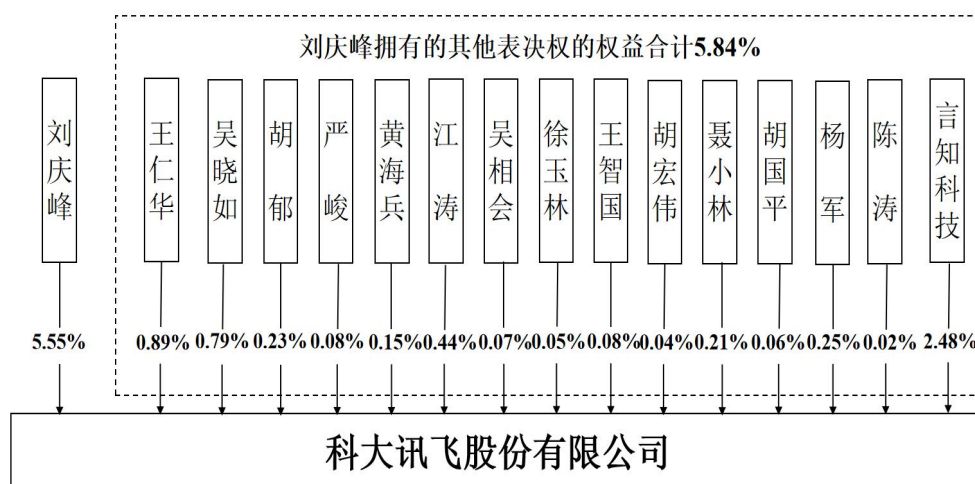 刘庆峰拥有的其他表决权的权益合计5.84%
刘庆峰
王仁华
吴晓如
胡郁
严峻
黄海兵
江涛
吴相会
徐玉林
王智国
胡宏伟
聂小林
胡国平
杨军
陈涛
言知科技
5.55%
0.89%
0.79%
0.23%
0.08%
0.15%
0.44%
0.07%
0.05%
0.08%
0.04%
0.21%
0.06%
0.25%
0.02%
2.48%
科大讯飞股份有限公司